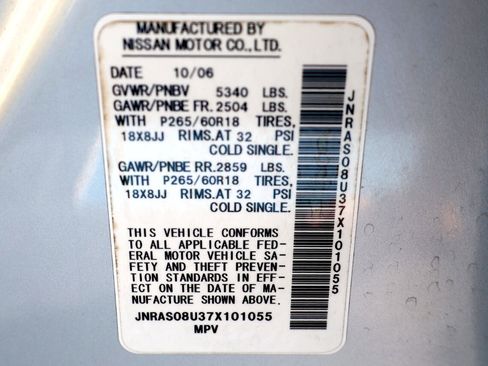 MANUFACTURED BY
NISSAN MOTOR CO., LTD.
DATE 10/06
GVWR/PNBV 5340 LBS.
GAWR/PNBE FR. 2504 LBS.
WITH P265/60R18 TIRES,
18X8JJ RIMS. AT 32 PSI
COLD SINGLE.
GAWR/PNBE RR. 2859 LBS.
WITH P265/60R18 TIRES,
18X8JJ RIMS. AT 32 PSI
COLD SINGLE.
THIS VEHICLE CONFORMS
TO ALL APPLICABLE FED-
ERAL MOTOR VEHICLE SA-
FETY AND THEFT PREVEN-
TION STANDARDS IN EFF-
ECT ON THE DATE OF MA-
NUFACTURE SHOWN ABOVE.
JNRAS08U37X101055
MPV
JNRAS08U37X101055